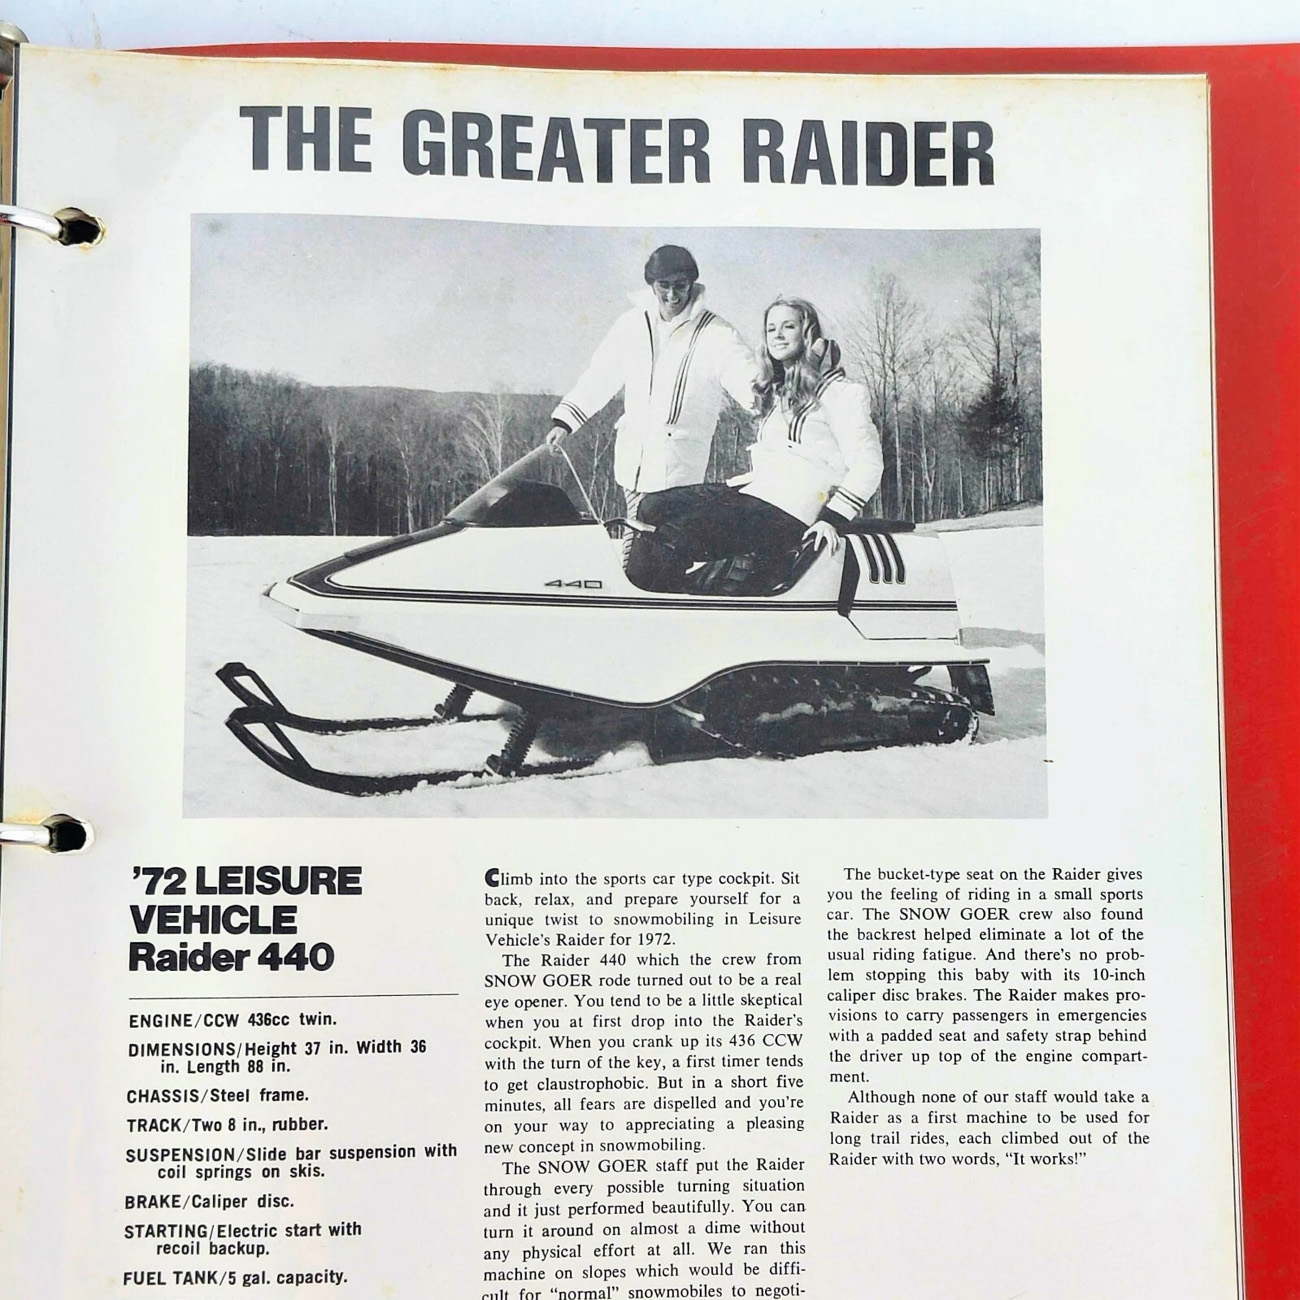 THE GREATER RAIDER
440
'72 LEISURE
VEHICLE
Raider 440
ENGINE/CCW 436cc twin.
DIMENSIONS/Height 37 in. Width 36
in. Length 88 in.
CHASSIS/Steel frame.
TRACK/Two 8 in., rubber.
SUSPENSION/Slide bar suspension with
coil springs on skis.
BRAKE/Caliper disc.
STARTING/Electric start with
recoil backup.
FUEL TANK/5 gal. capacity.
Climb into the sports car type cockpit. Sit
back, relax, and prepare yourself for a
unique twist to snowmobiling in Leisure
Vehicle's Raider for 1972.
The Raider 440 which the crew from
SNOW GOER rode turned out to be a real
eye opener. You tend to be a little skeptical
when you at first drop into the Raider's
cockpit. When you crank up its 436 CCW
with the turn of the key, a first timer tends
to get claustrophobic. But in a short five
minutes, all fears are dispelled and you're
on your way to appreciating a pleasing
new concept in snowmobiling.
The SNOW GOER staff put the Raider
through every possible turning situation
and it just performed beautifully. You can
turn it around on almost a dime without
any physical effort at all. We ran this
machine on slopes which would be diffi-
cult for "normal" snowmobiles to negoti-
The bucket-type seat on the Raider gives
you the feeling of riding in a small sports
car. The SNOW GOER crew also found
the backrest helped eliminate a lot of the
usual riding fatigue. And there's no prob-
lem stopping this baby with its 10-inch
caliper disc brakes. The Raider makes pro-
visions to carry passengers in emergencies
with a padded seat and safety strap behind
the driver up top of the engine compart-
ment.
Although none of our staff would take a
Raider as a first machine to be used for
long trail rides, each climbed out of the
Raider with two words, "It works!"